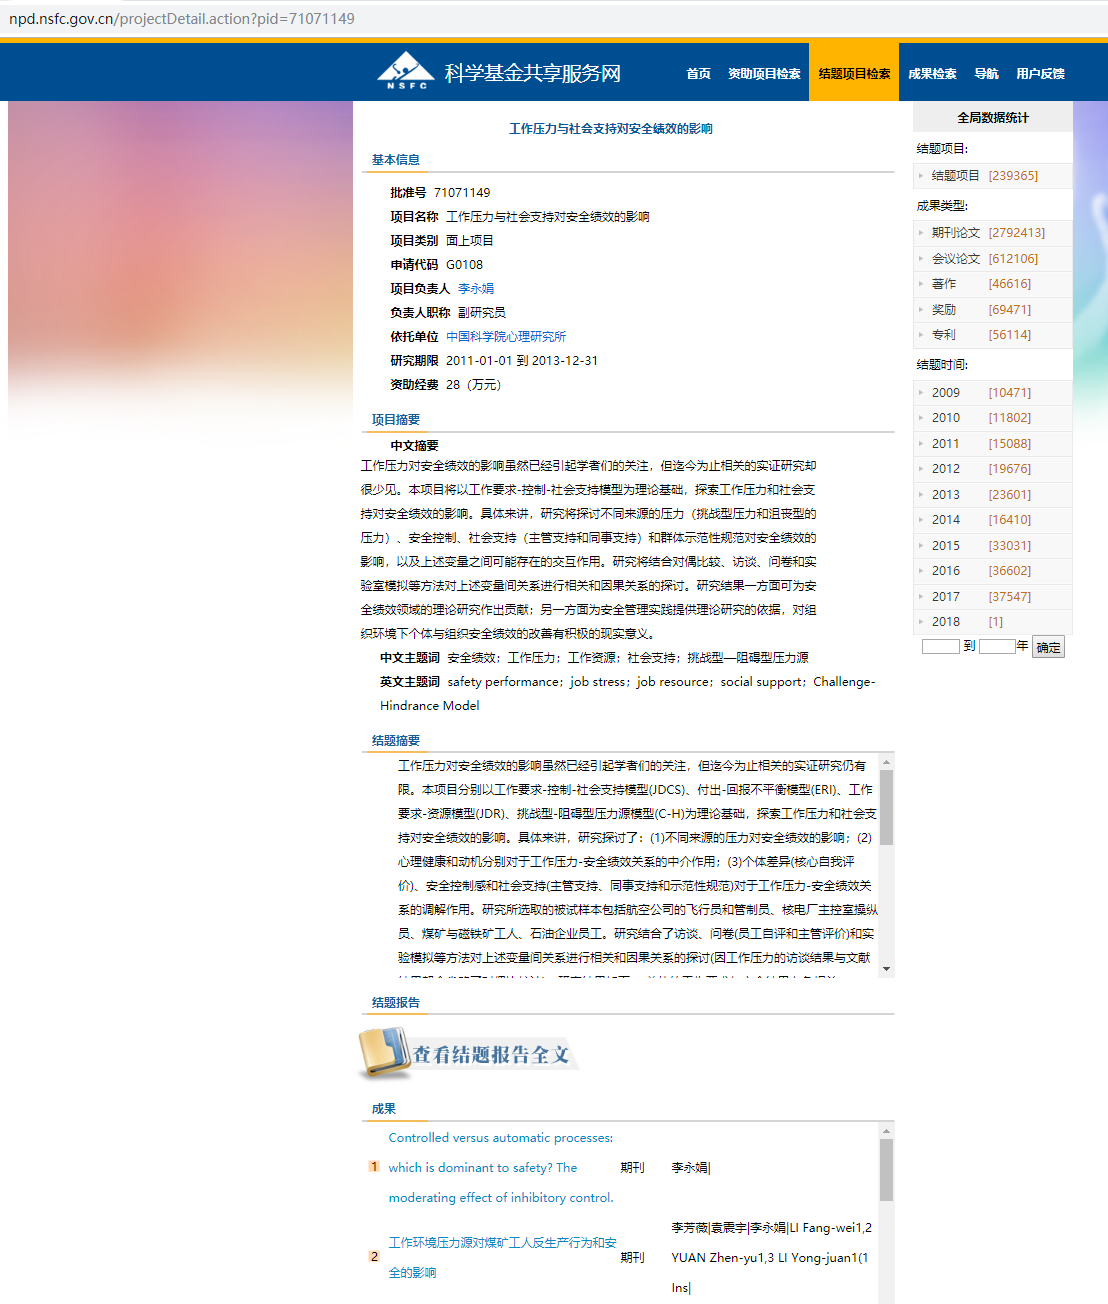 npd.nsfc.gov.cn/projectDetail.action?pid=71071149
NSFC
科学基金共享服务网
首页 资助项目检索 结题项目检索 成果检索 导航 用户反馈
工作压力与社会支持对安全绩效的影响
基本信息
批准号 71071149
项目名称 工作压力与社会支持对安全绩效的影响
项目类别 面上项目
申请代码 G0108
项目负责人 李永娟
负责人职称 副研究员
依托单位 中国科学院心理研究所
研究期限 2011-01-01 到 2013-12-31
资助经费 28（万元）
项目摘要
中文摘要
工作压力对安全绩效的影响虽然已经引起学者们的关注，但迄今为止相关的实证研究却
很少见。本项目将以工作要求-控制-社会支持模型为理论基础，探索工作压力和社会支
持对安全绩效的影响。具体来讲，研究将探讨不同来源的压力（挑战型压力和沮丧型的
压力）、安全控制、社会支持（主管支持和同事支持）和群体示范性规范对安全绩效的
影响，以及上述变量之间可能存在的交互作用。研究将结合对偶比较、访谈、问卷和实
验室模拟等方法对上述变量间关系进行相关和因果关系的探讨。研究结果一方面可为安
全绩效领域的理论研究作出贡献；另一方面为安全管理实践提供理论研究的依据，对组
织环境下个体与组织安全绩效的改善有积极的现实意义。
中文主题词 安全绩效；工作压力；工作资源；社会支持；挑战型—阻碍型压力源
英文主题词 safety performance；job stress；job resource；social support；Challenge-
Hindrance Model
结题摘要
工作压力对安全绩效的影响虽然已经引起学者们的关注，但迄今为止相关的实证研究仍有
限。本项目分别以工作要求-控制-社会支持模型(JDCS)、付出-回报不平衡模型(ERI)、工作
要求-资源模型(JDR)、挑战型-阻碍型压力源模型(C-H)为理论基础，探索工作压力和社会支
持对安全绩效的影响。具体来讲，研究探讨了：(1)不同来源的压力对安全绩效的影响；(2)
心理健康和动机分别对于工作压力-安全绩效关系的中介作用；(3)个体差异(核心自我评
价)、安全控制感和社会支持(主管支持、同事支持和示范性规范)对于工作压力-安全绩效关
系的调解作用。研究所选取的被试样本包括航空公司的飞行员和管制员、核电厂主控室操纵
员、煤矿与磁铁矿工人、石油企业员工。研究结合了访谈、问卷(员工自评和主管评价)和实
验模拟等方法对上述变量间关系进行相关和因果关系的探讨(因工作压力的访谈结果与文献
结题报告
查看结题报告全文
成果
1 Controlled versus automatic processes:
which is dominant to safety? The
moderating effect of inhibitory control.
期刊 李永娟|
2 工作环境压力源对煤矿工人反生产行为和安
全的影响
期刊 李芳薇|袁震宇|李永娟|LI Fang-wei1,2
YUAN Zhen-yu1,3 LI Yong-juan1(1
Ins|
全局数据统计
结题项目:
结题项目 [239365]
成果类型:
期刊论文 [2792413]
会议论文 [612106]
著作 [46616]
奖励 [69471]
专利 [56114]
结题时间:
2009 [10471]
2010 [11802]
2011 [15088]
2012 [19676]
2013 [23601]
2014 [16410]
2015 [33031]
2016 [36602]
2017 [37547]
2018 [1]
到 年 确定